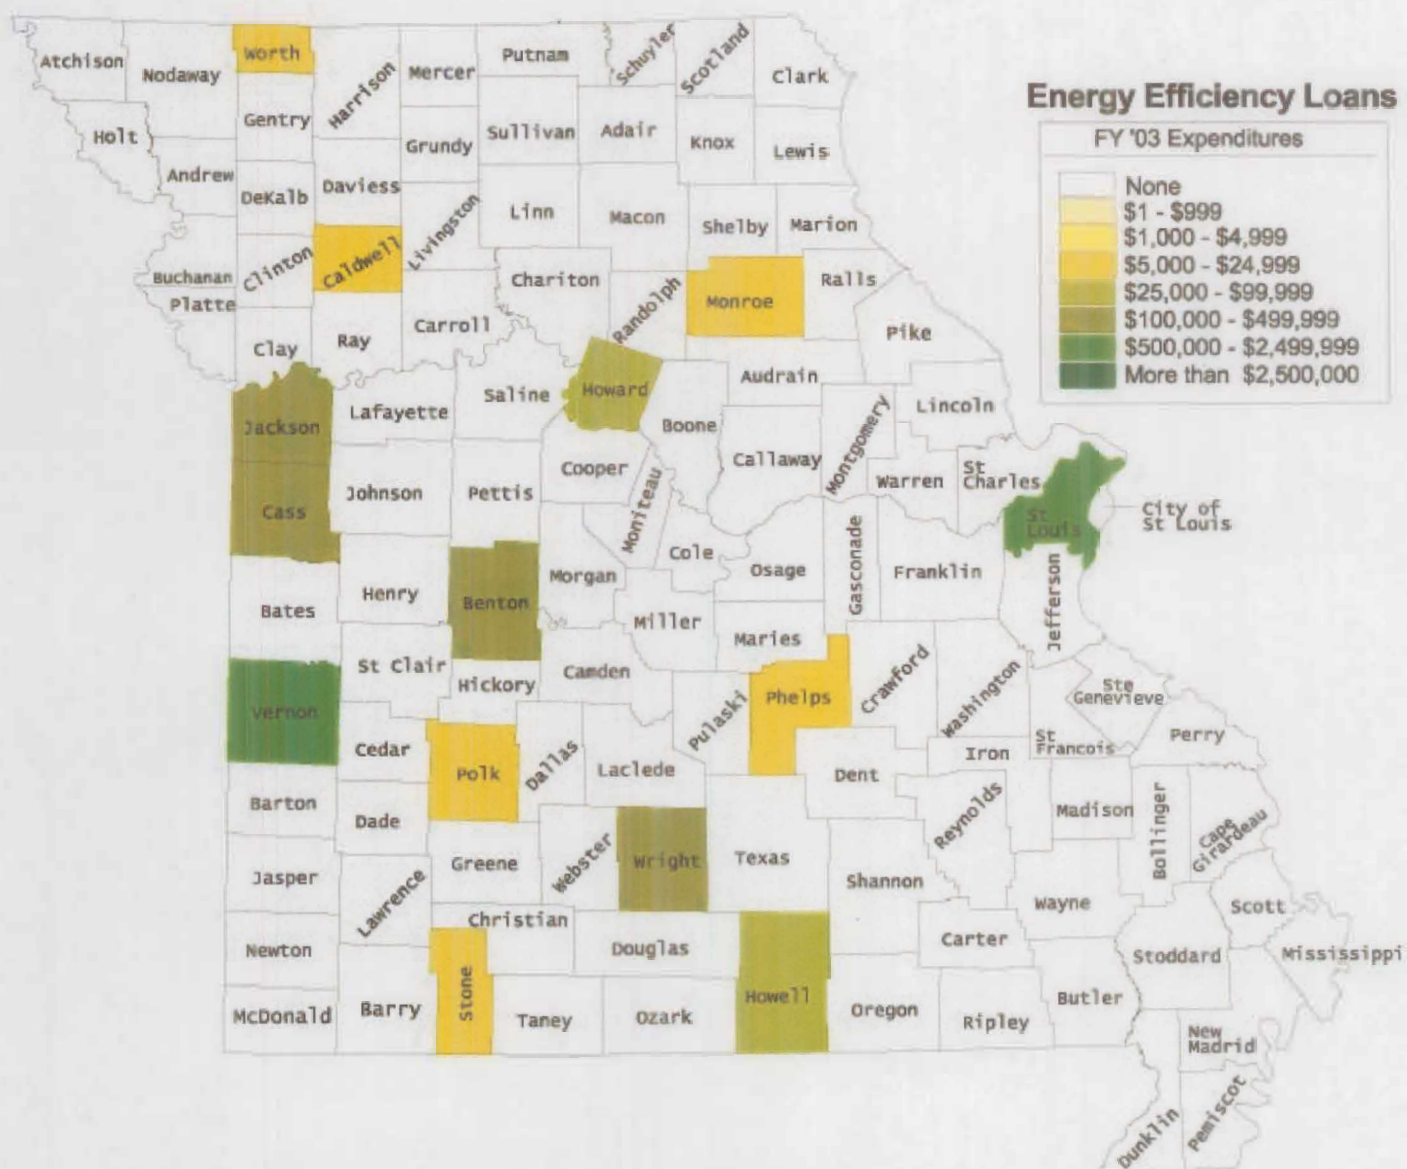 Energy Efficiency Loans
FY '03 Expenditures
None
$1 - $999
$1,000 - $4,999
$5,000 - $24,999
$25,000 - $99,999
$100,000 - $499,999
$500,000 - $2,499,999
More than $2,500,000
Atchison
Nodaway
Worth
Harrison
Mercer
Putnam
Schuyler
Scotland
Clark
Holt
Gentry
Grundy
Sullivan
Adair
Knox
Lewis
Andrew
DeKalb
Daviess
Livingston
Linn
Macon
Shelby
Marion
Buchanan
Clinton
Caldwell
Chariton
Randolph
Monroe
Ralls
Platte
Clay
Ray
Carroll
Pike
Jackson
Lafayette
Saline
Howard
Boone
Audrain
Callaway
Montgomery
Lincoln
Cass
Johnson
Pettis
Cooper
Moniteau
Warren
St
Charles
St
Louis
City of
St Louis
Bates
Henry
Benton
Morgan
Cole
Osage
Gasconade
Franklin
Jefferson
Miller
Maries
Vernon
St Clair
Hickory
Camden
Pulaski
Phelps
Crawford
Washington
Ste
Genevieve
St
Francois
Perry
Cedar
Polk
Dallas
Laclede
Dent
Iron
Barton
Dade
Greene
Webster
Wright
Texas
Reynolds
Madison
Bollinger
Cape
Girardeau
Jasper
Lawrence
Christian
Shannon
Wayne
Scott
Newton
Douglas
Carter
Stoddard
Mississippi
McDonald
Barry
Stone
Taney
Ozark
Howell
Oregon
Ripley
Butler
New
Madrid
Dunklin
Pemiscot